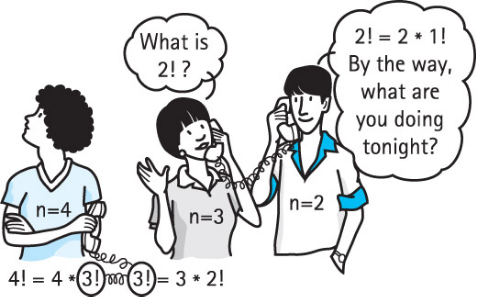 What is
2! ?
2! = 2 * 1!
By the way,
what are
you doing
tonight?
n=4
n=3
n=2
4! = 4 * 3! 3! = 3 * 2!